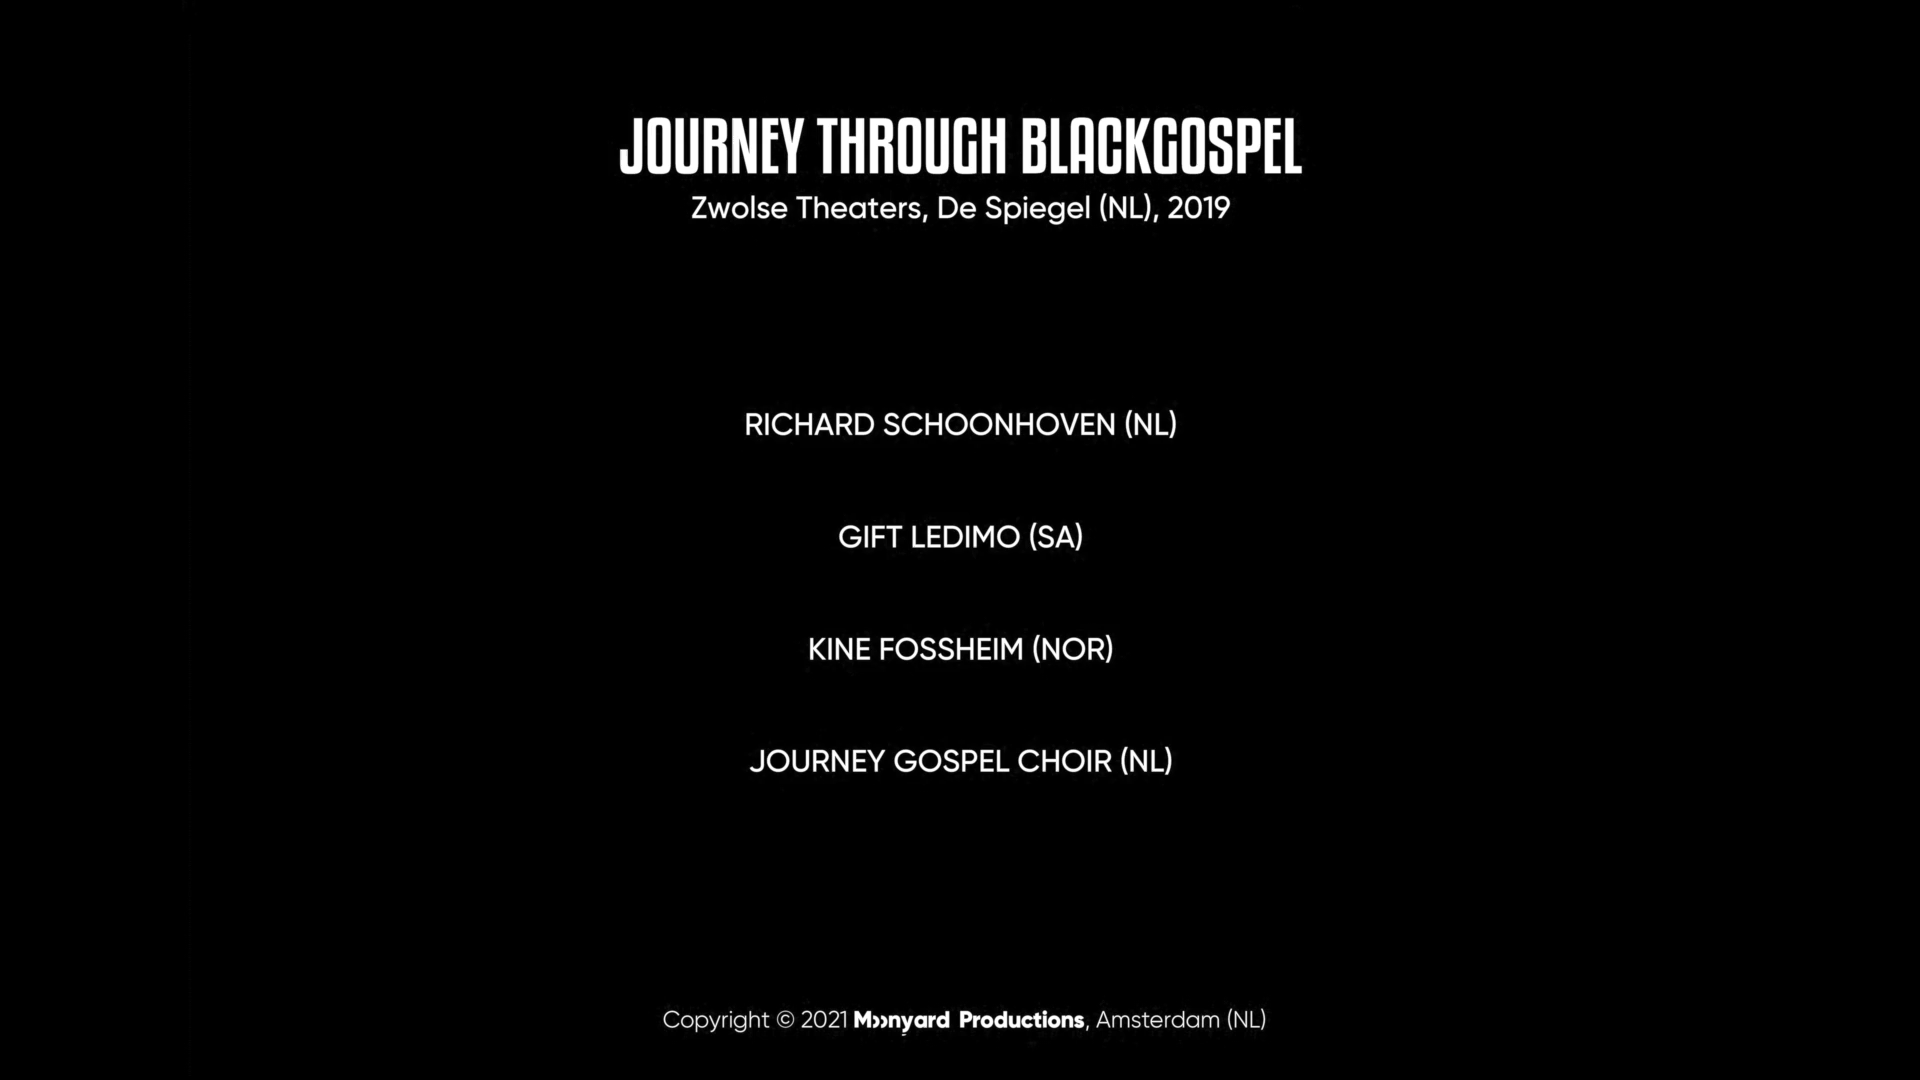 JOURNEY THROUGH BLACKGOSPEL
Zwolse Theaters, De Spiegel (NL), 2019
RICHARD SCHOONHOVEN (NL)
GIFT LEDIMO (SA)
KINE FOSSHEIM (NOR)
JOURNEY GOSPEL CHOIR (NL)
Copyright © 2021 Moonyard Productions, Amsterdam (NL)